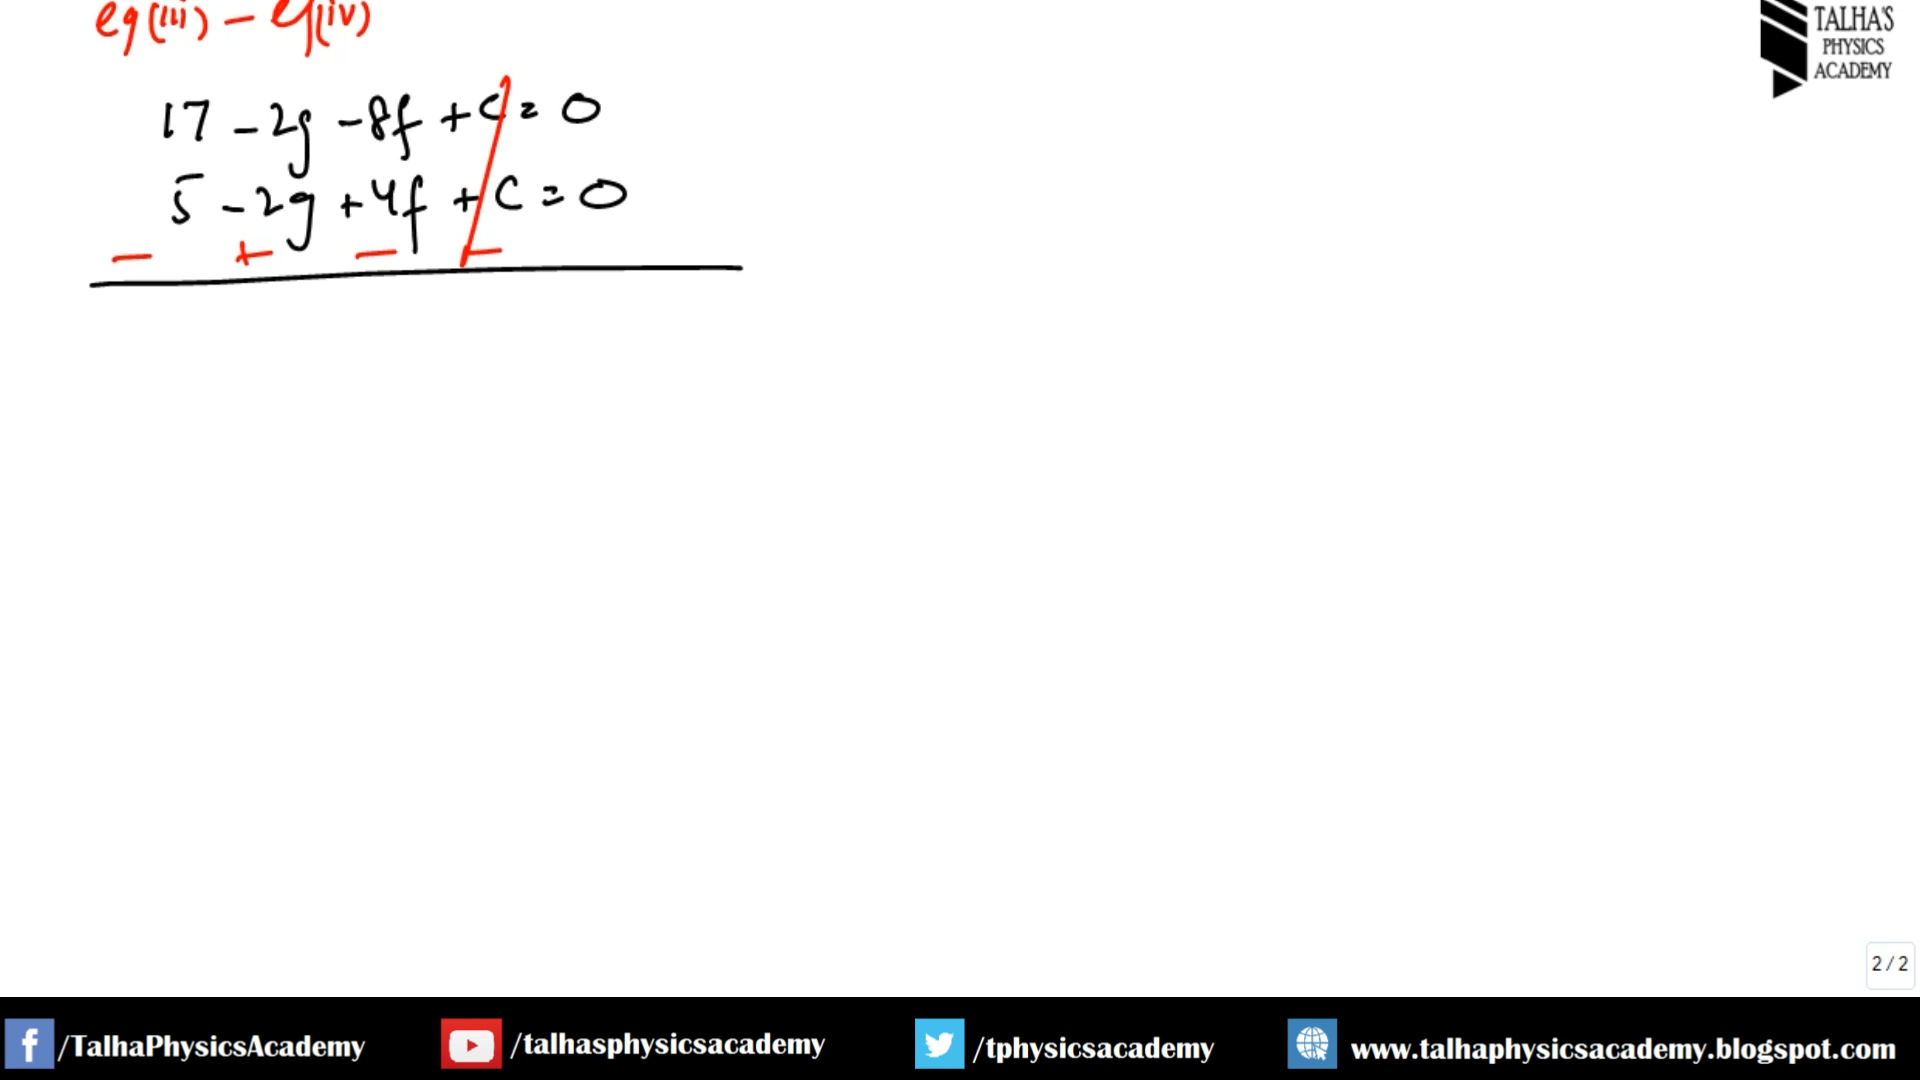 eq(iii) - eq(iv)
17 - 2g - 8f + C = 0
5 - 2g + 4f + C = 0
- + - -
TALHA'S
PHYSICS
ACADEMY
2 / 2
/TalhaPhysicsAcademy
/talhasphysicsacademy
/tphysicsacademy
www.talhaphysicsacademy.blogspot.com